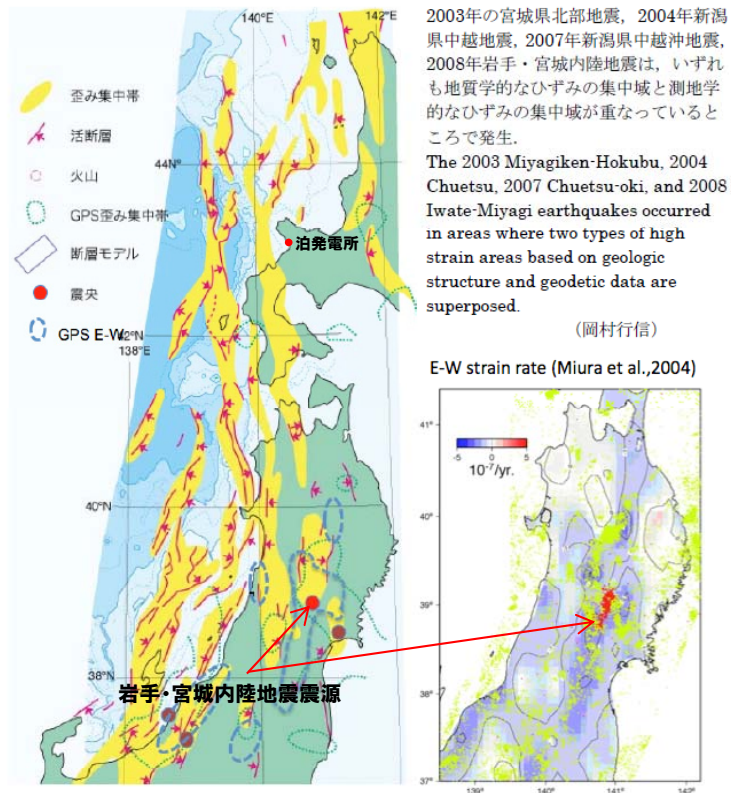 140°E
142°E
歪み集中帯
活断層
火山
44N°
GPS歪み集中帯
断層モデル
泊発電所
震央
GPS E-W
42°N
138°E
40°N
38°N
岩手・宮城内陸地震震源
2003年の宮城県北部地震，2004年新潟
県中越地震，2007年新潟県中越沖地震，
2008年岩手・宮城内陸地震は，いずれ
も地質学的なひずみの集中域と測地学
的なひずみの集中域が重なっていると
ころで発生．
The 2003 Miyagiken-Hokubu, 2004
Chuetsu, 2007 Chuetsu-oki, and 2008
Iwate-Miyagi earthquakes occurred
in areas where two types of high
strain areas based on geologic
structure and geodetic data are
superposed.
（岡村行信）
E-W strain rate (Miura et al.,2004)
41°
-5 0 5
10⁻⁷/yr.
40°
39°
38°
37°
139° 140° 141° 142°